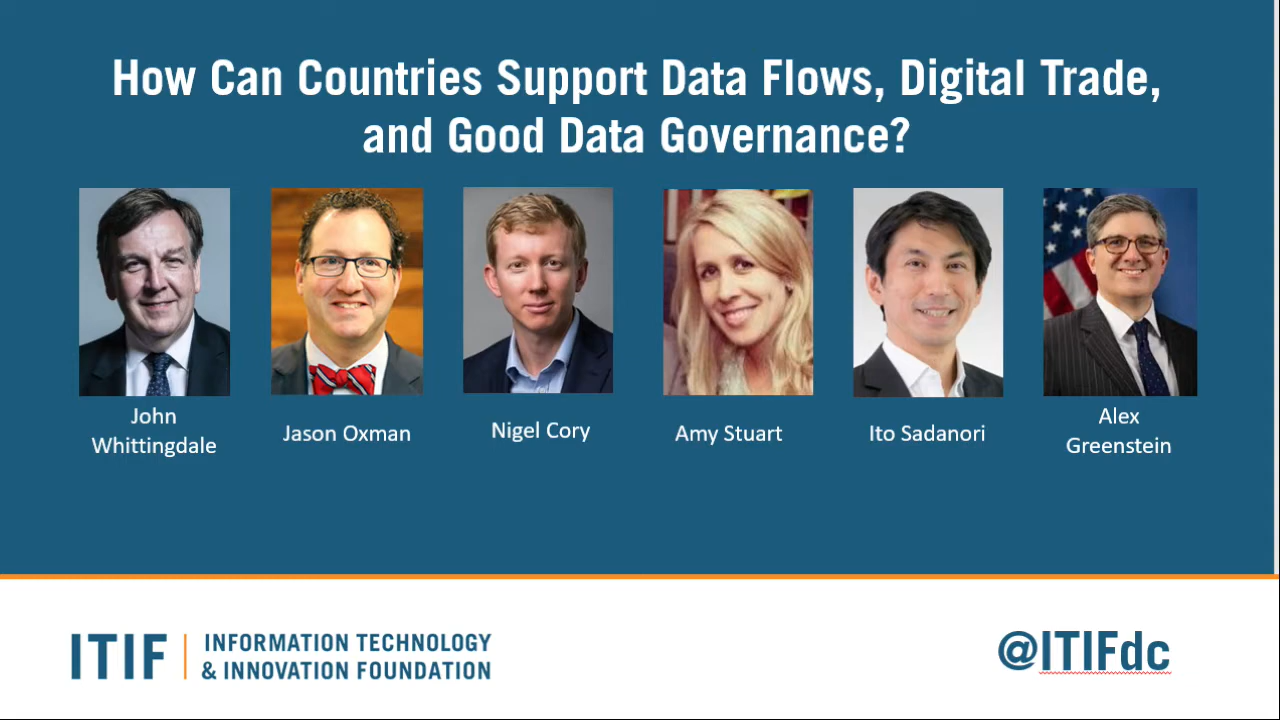 How Can Countries Support Data Flows, Digital Trade,
and Good Data Governance?
John
Whittingdale
Jason Oxman
Nigel Cory
Amy Stuart
Ito Sadanori
Alex
Greenstein
ITIF
INFORMATION TECHNOLOGY
& INNOVATION FOUNDATION
@ITIFdc